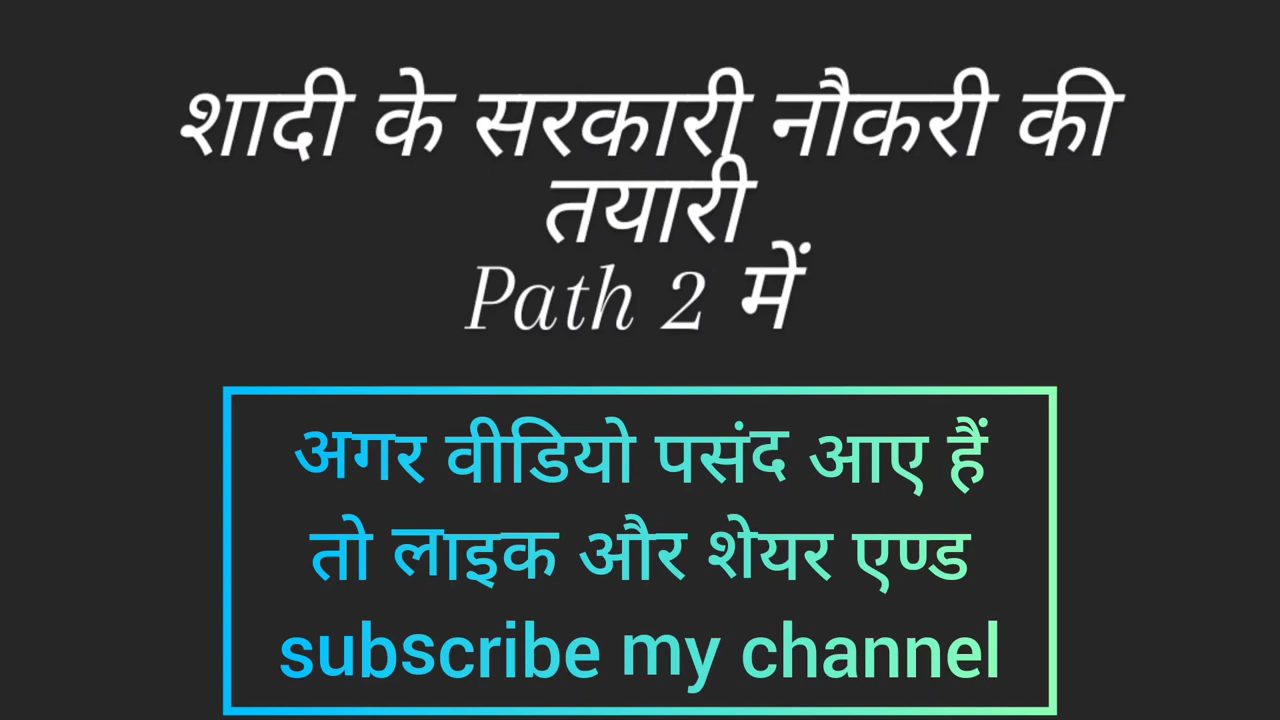 शादी के सरकारी नौकरी की
तयारी
Path 2 में
अगर वीडियो पसंद आए हैं
तो लाइक और शेयर एण्ड
subscribe my channel